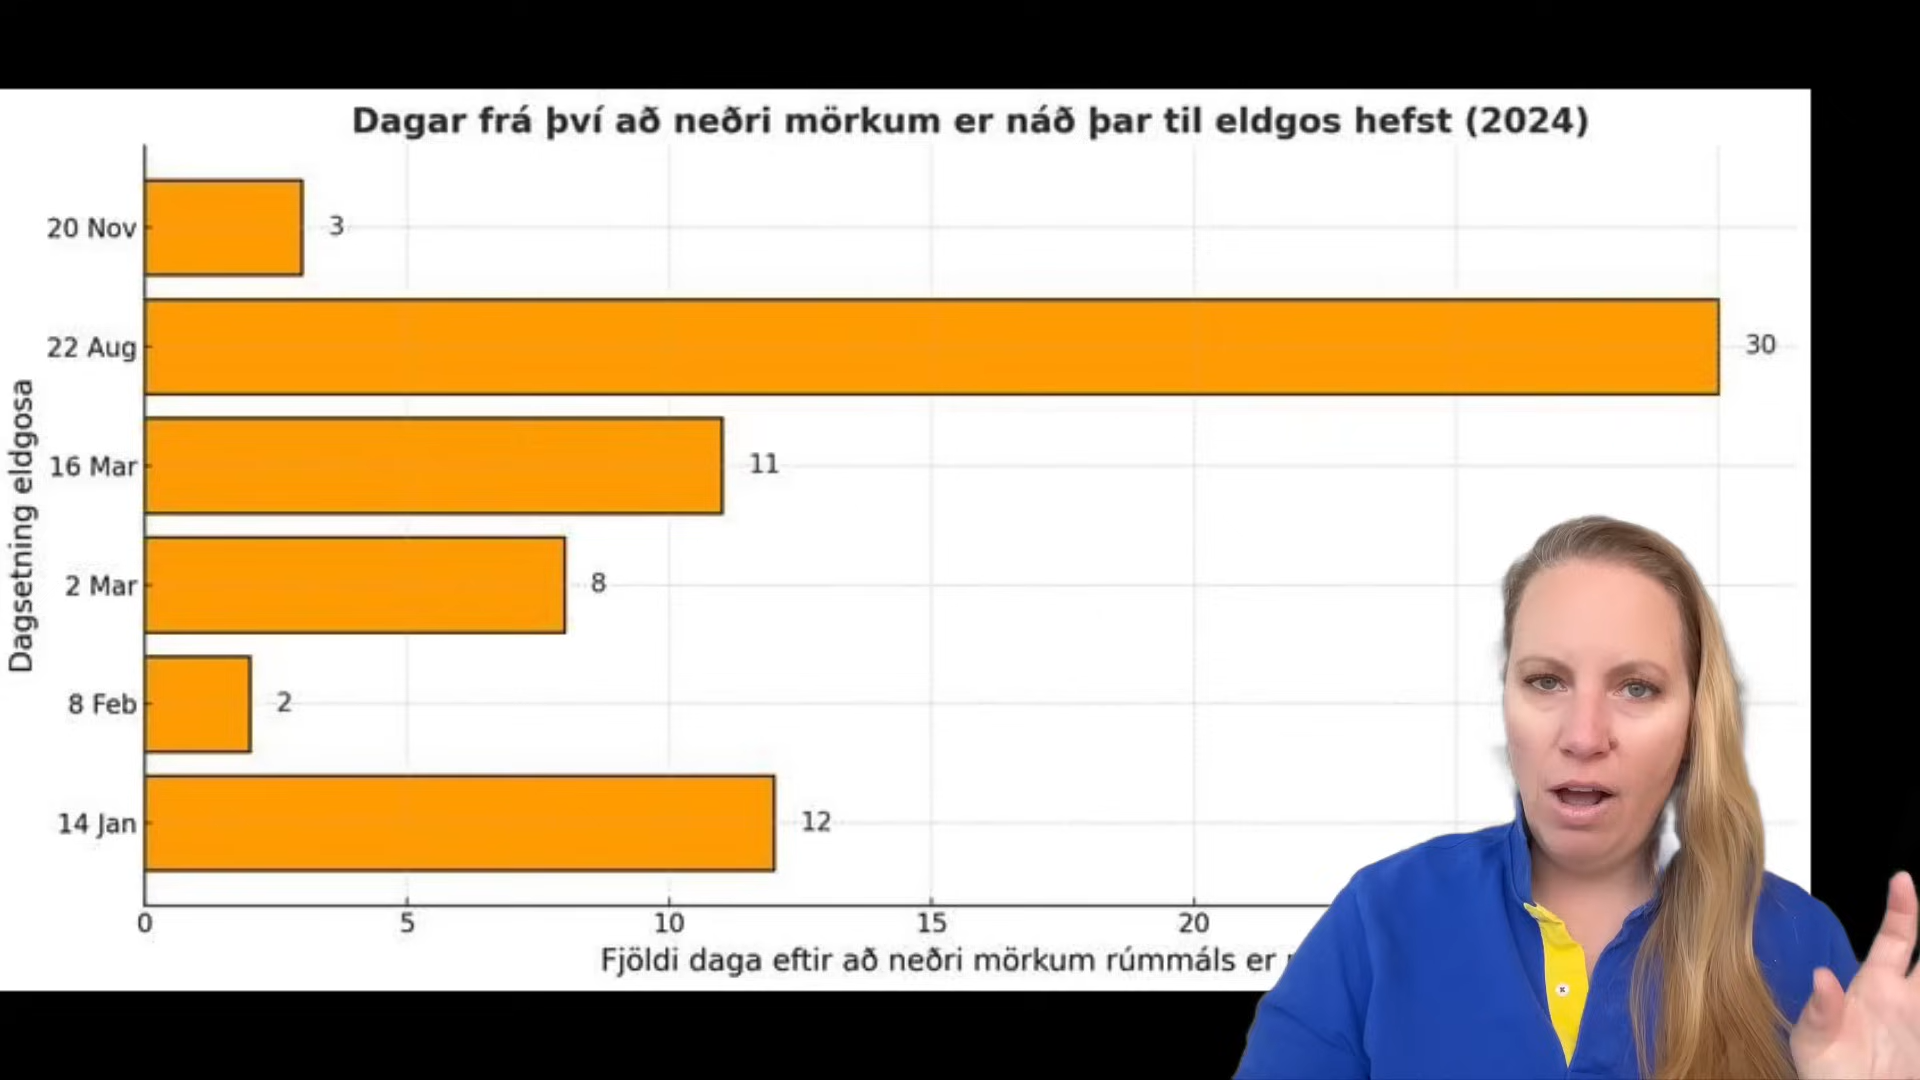 Dagar frá því að neðri mörkum er náð þar til eldgos hefst (2024)
Dagsetning eldgosa
20 Nov
3
22 Aug
30
16 Mar
11
2 Mar
8
8 Feb
2
14 Jan
12
0 5 10 15 20
Fjöldi daga eftir að neðri mörkum rúmmáls er